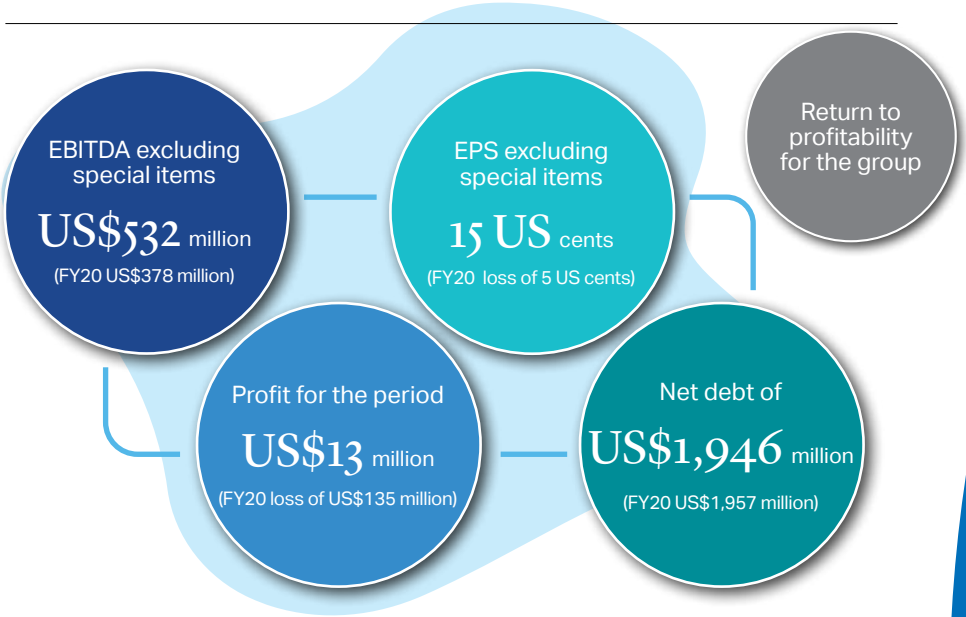 EBITDA excluding
special items
US$532 million
(FY20 US$378 million)
EPS excluding
special items
15 US cents
(FY20 loss of 5 US cents)
Return to
profitability
for the group
Profit for the period
US$13 million
(FY20 loss of US$135 million)
Net debt of
US$1,946 million
(FY20 US$1,957 million)